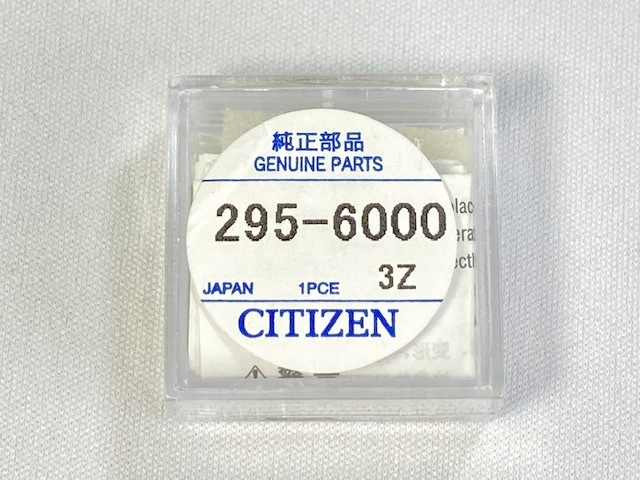 純正部品
GENUINE PARTS
295-6000
JAPAN 1PCE 3Z
CITIZEN